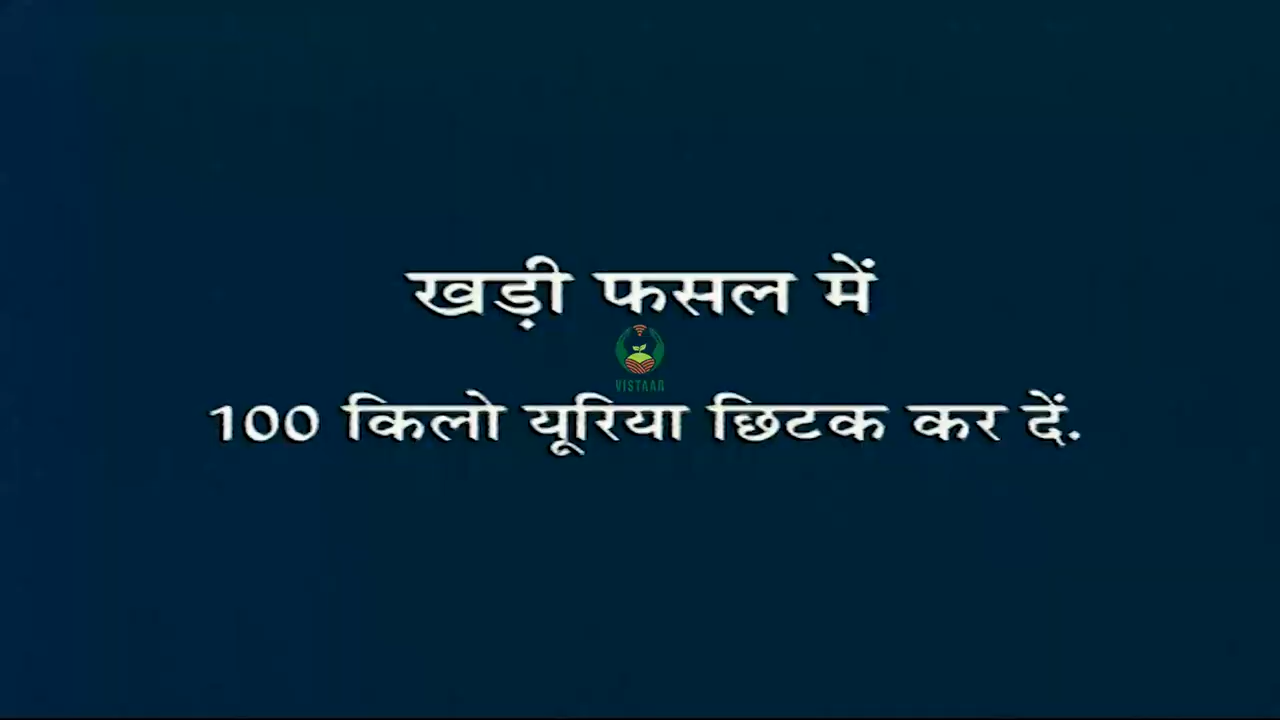 खड़ी फसल में
VISTAAR
100 किलो यूरिया छिटक कर दें.